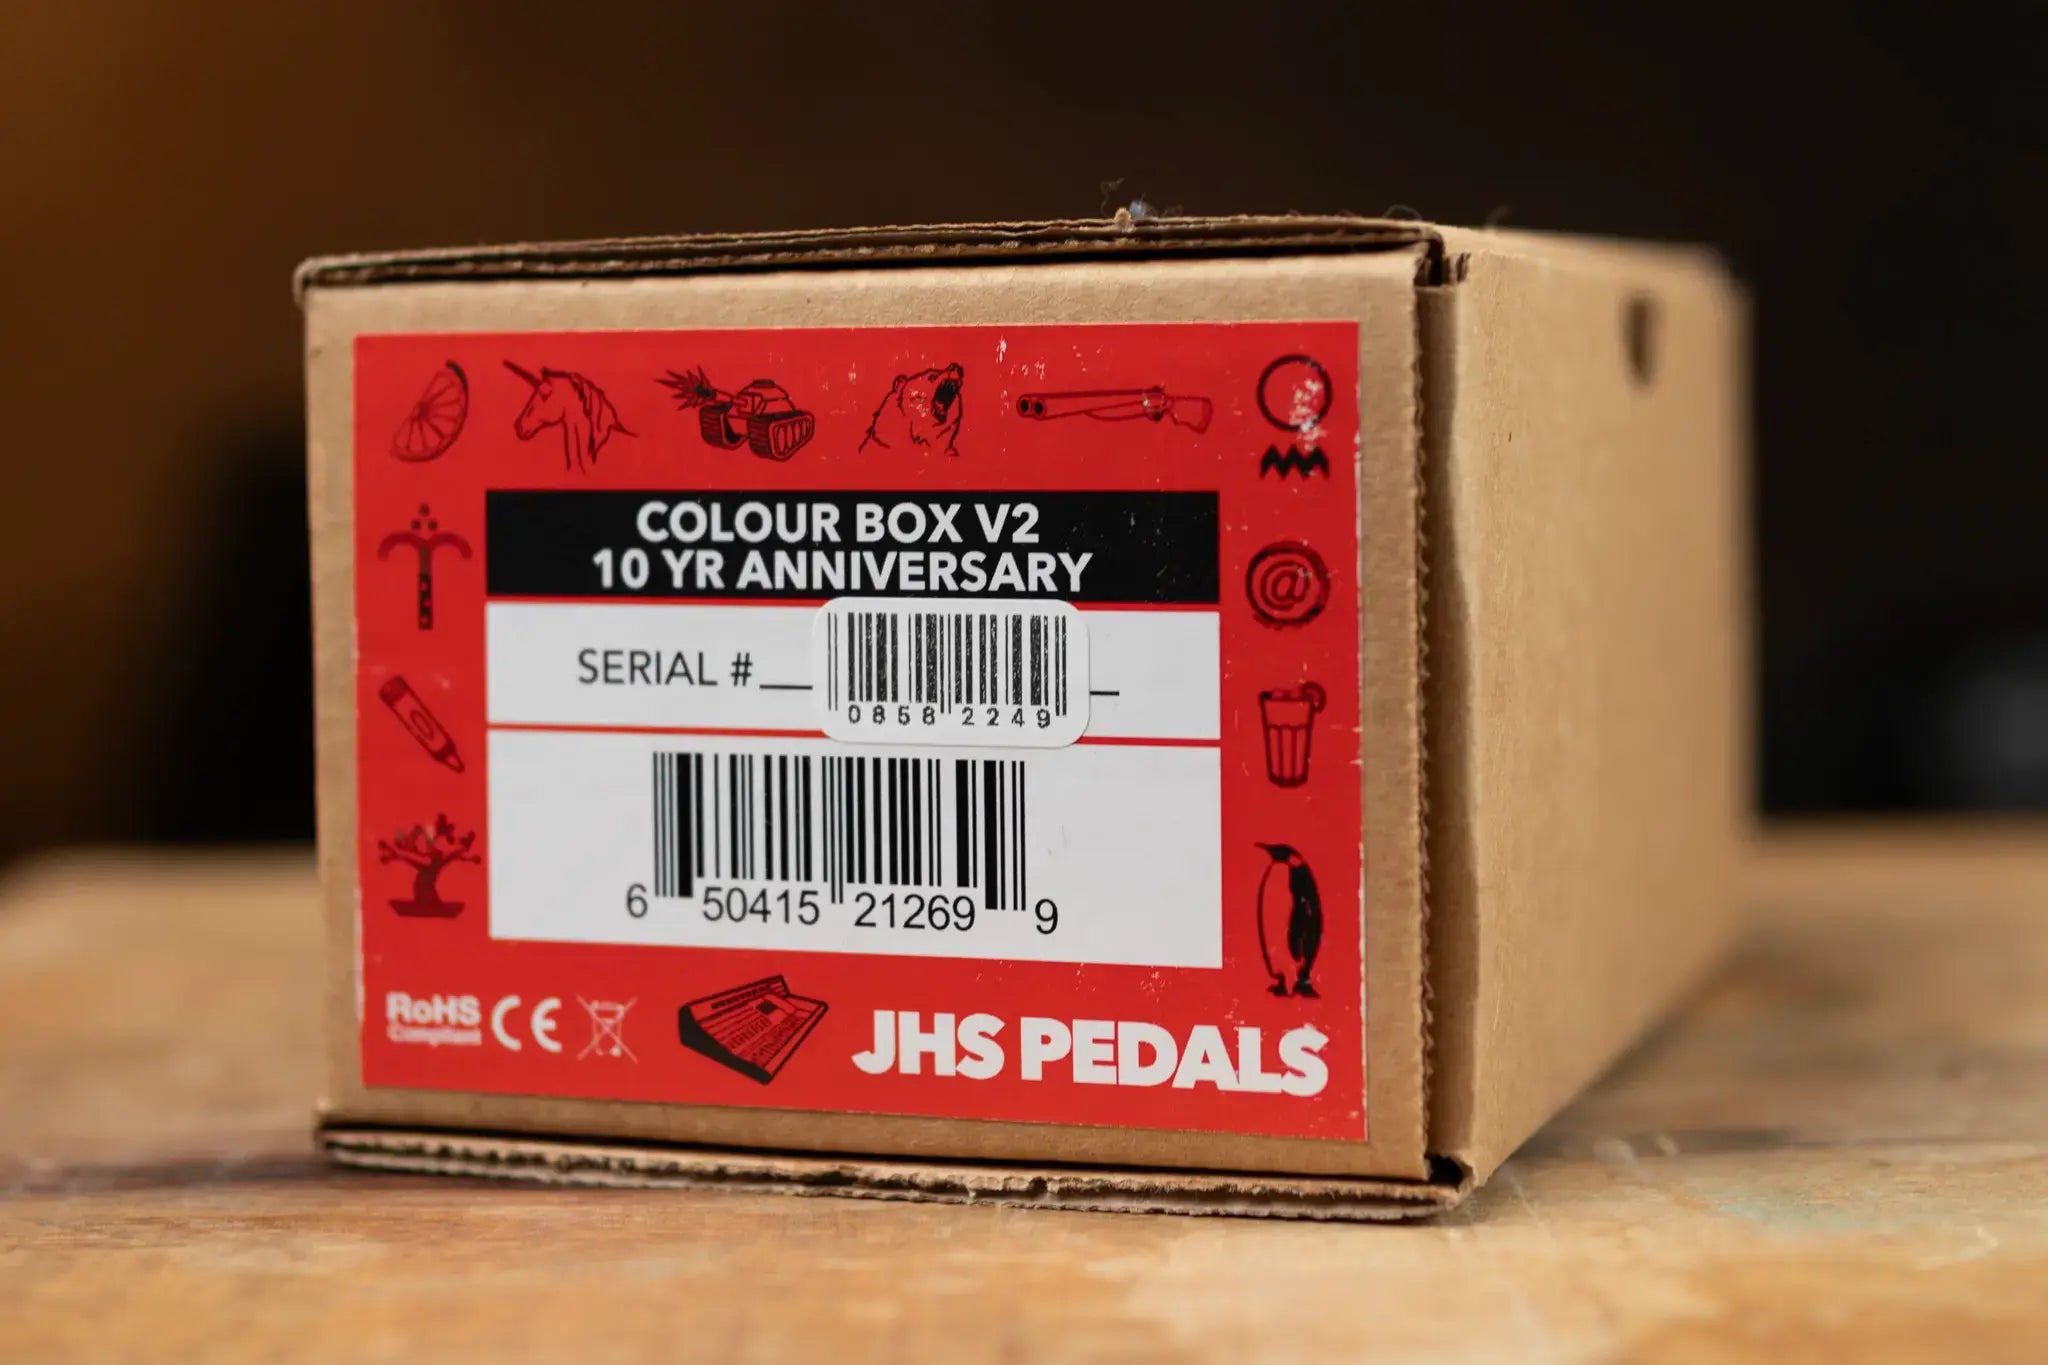 COLOUR BOX V2
10 YR ANNIVERSARY
SERIAL #
0858 2249
6 50415 21269 9
RoHS
Compliant
CE
JHS PEDALS